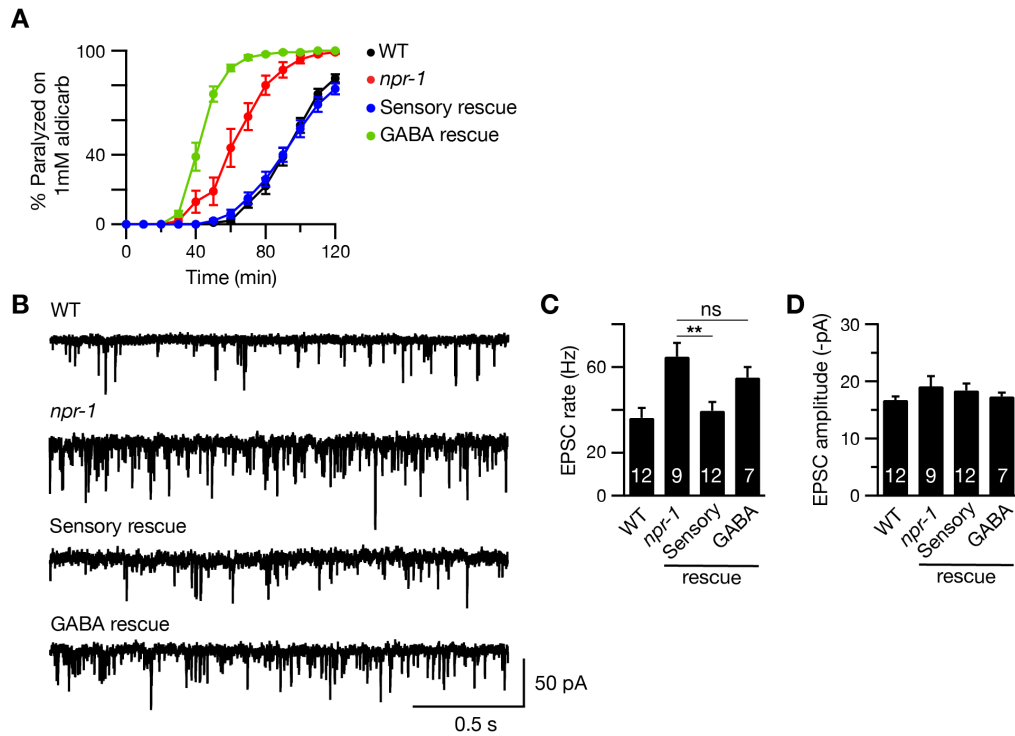 A
100
40
0
% Paralyzed on
1mM aldicarb
0
40
80
120
Time (min)
WT
npr-1
Sensory rescue
GABA rescue
B
WT
npr-1
Sensory rescue
GABA rescue
50 pA
0.5 s
C
ns
**
EPSC rate (Hz)
60
20
0
12
9
12
7
WT
npr-1
Sensory
GABA
rescue
D
EPSC amplitude (-pA)
30
20
10
0
12
9
12
7
WT
npr-1
Sensory
GABA
rescue